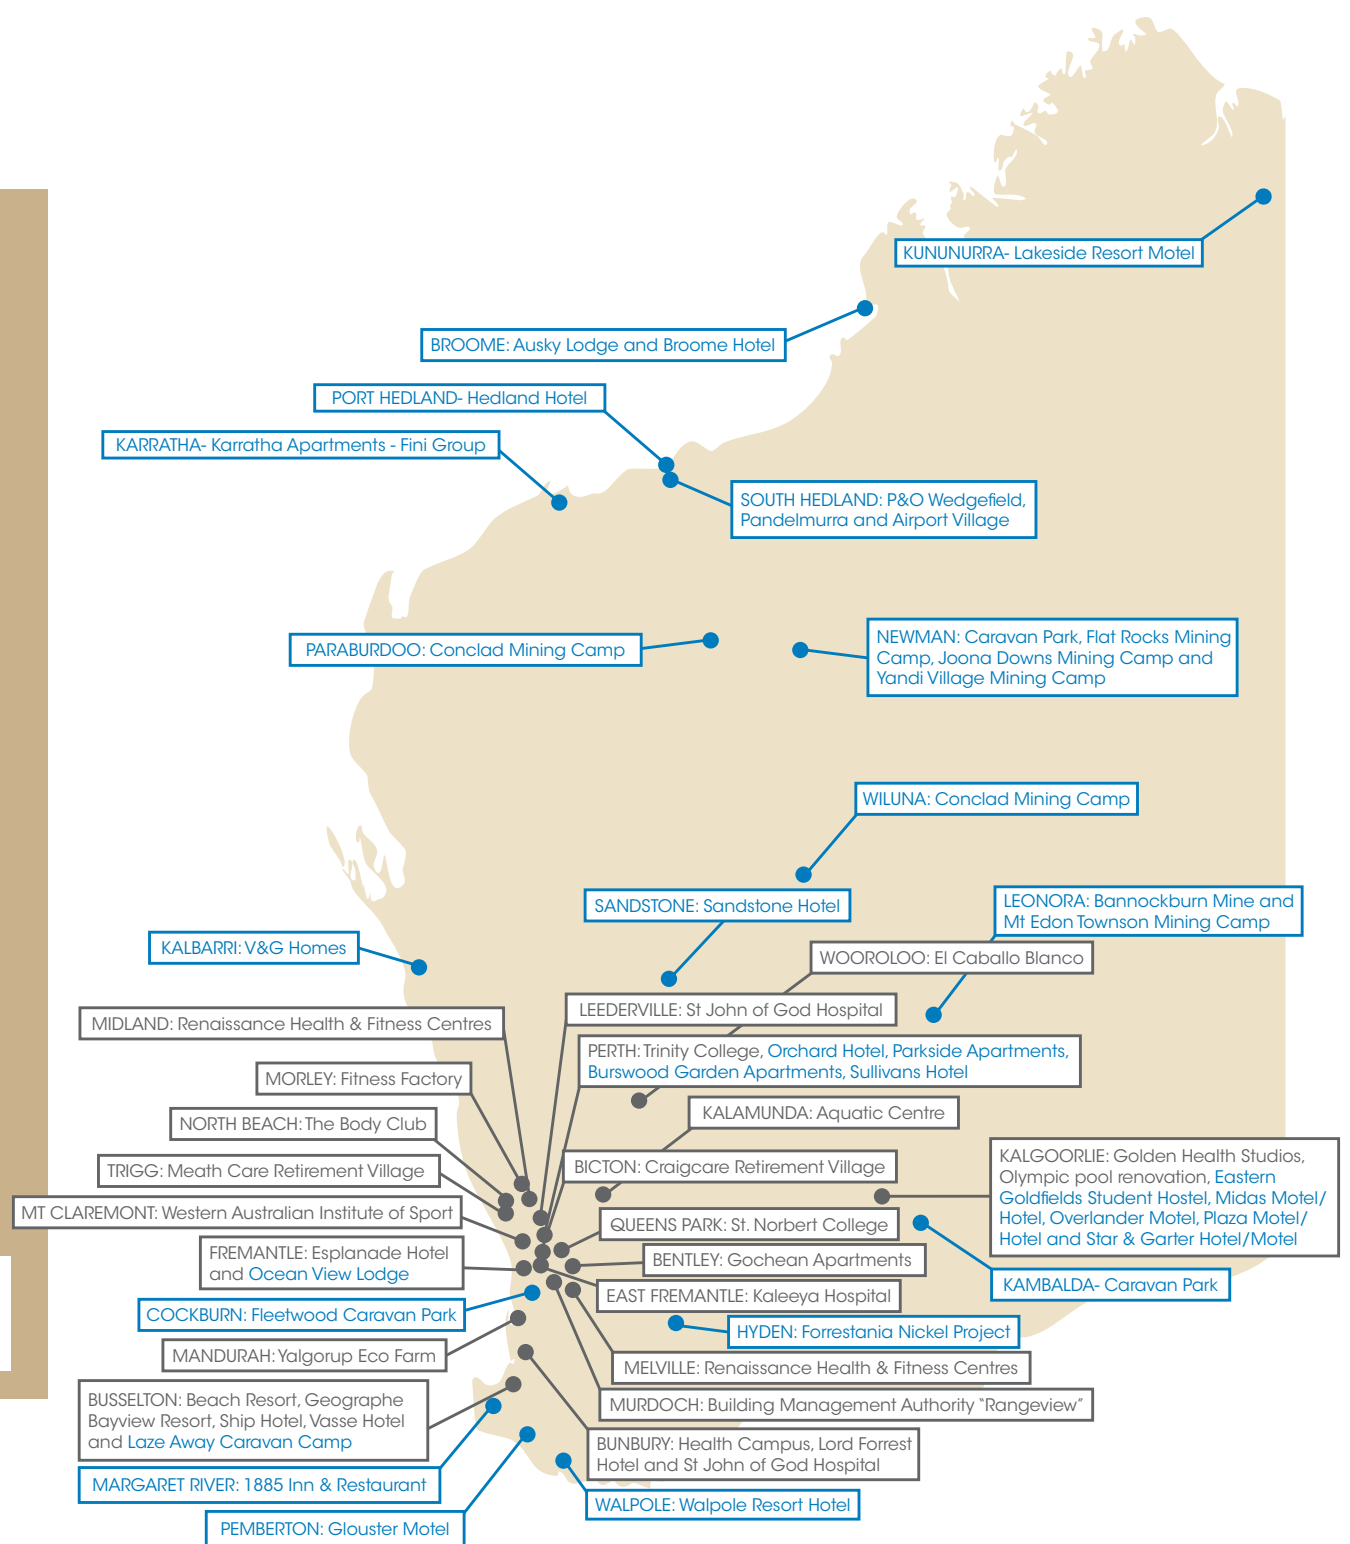 KUNUNURRA- Lakeside Resort Motel
BROOME: Ausky Lodge and Broome Hotel
PORT HEDLAND- Hedland Hotel
KARRATHA- Karratha Apartments - Fini Group
SOUTH HEDLAND: P&O Wedgefield,
Pandelmurra and Airport Village
PARABURDOO: Conclad Mining Camp
NEWMAN: Caravan Park, Flat Rocks Mining
Camp, Joona Downs Mining Camp and
Yandi Village Mining Camp
WILUNA: Conclad Mining Camp
SANDSTONE: Sandstone Hotel
LEONORA: Bannockburn Mine and
Mt Edon Townson Mining Camp
KALBARRI: V&G Homes
WOOROLOO: El Caballo Blanco
LEEDERVILLE: St John of God Hospital
MIDLAND: Renaissance Health & Fitness Centres
PERTH: Trinity College, Orchard Hotel, Parkside Apartments,
Burswood Garden Apartments, Sullivans Hotel
MORLEY: Fitness Factory
KALAMUNDA: Aquatic Centre
NORTH BEACH: The Body Club
TRIGG: Meath Care Retirement Village
BICTON: Craigcare Retirement Village
KALGOORLIE: Golden Health Studios,
Olympic pool renovation, Eastern
Goldfields Student Hostel, Midas Motel/
Hotel, Overlander Motel, Plaza Motel/
Hotel and Star & Garter Hotel/Motel
MT CLAREMONT: Western Australian Institute of Sport
QUEENS PARK: St. Norbert College
FREMANTLE: Esplanade Hotel
and Ocean View Lodge
BENTLEY: Gochean Apartments
KAMBALDA- Caravan Park
EAST FREMANTLE: Kaleeya Hospital
COCKBURN: Fleetwood Caravan Park
HYDEN: Forrestania Nickel Project
MANDURAH: Yalgorup Eco Farm
MELVILLE: Renaissance Health & Fitness Centres
BUSSELTON: Beach Resort, Geographe
Bayview Resort, Ship Hotel, Vasse Hotel
and Laze Away Caravan Camp
MURDOCH: Building Management Authority "Rangeview"
BUNBURY: Health Campus, Lord Forrest
Hotel and St John of God Hospital
MARGARET RIVER: 1885 Inn & Restaurant
WALPOLE: Walpole Resort Hotel
PEMBERTON: Glouster Motel